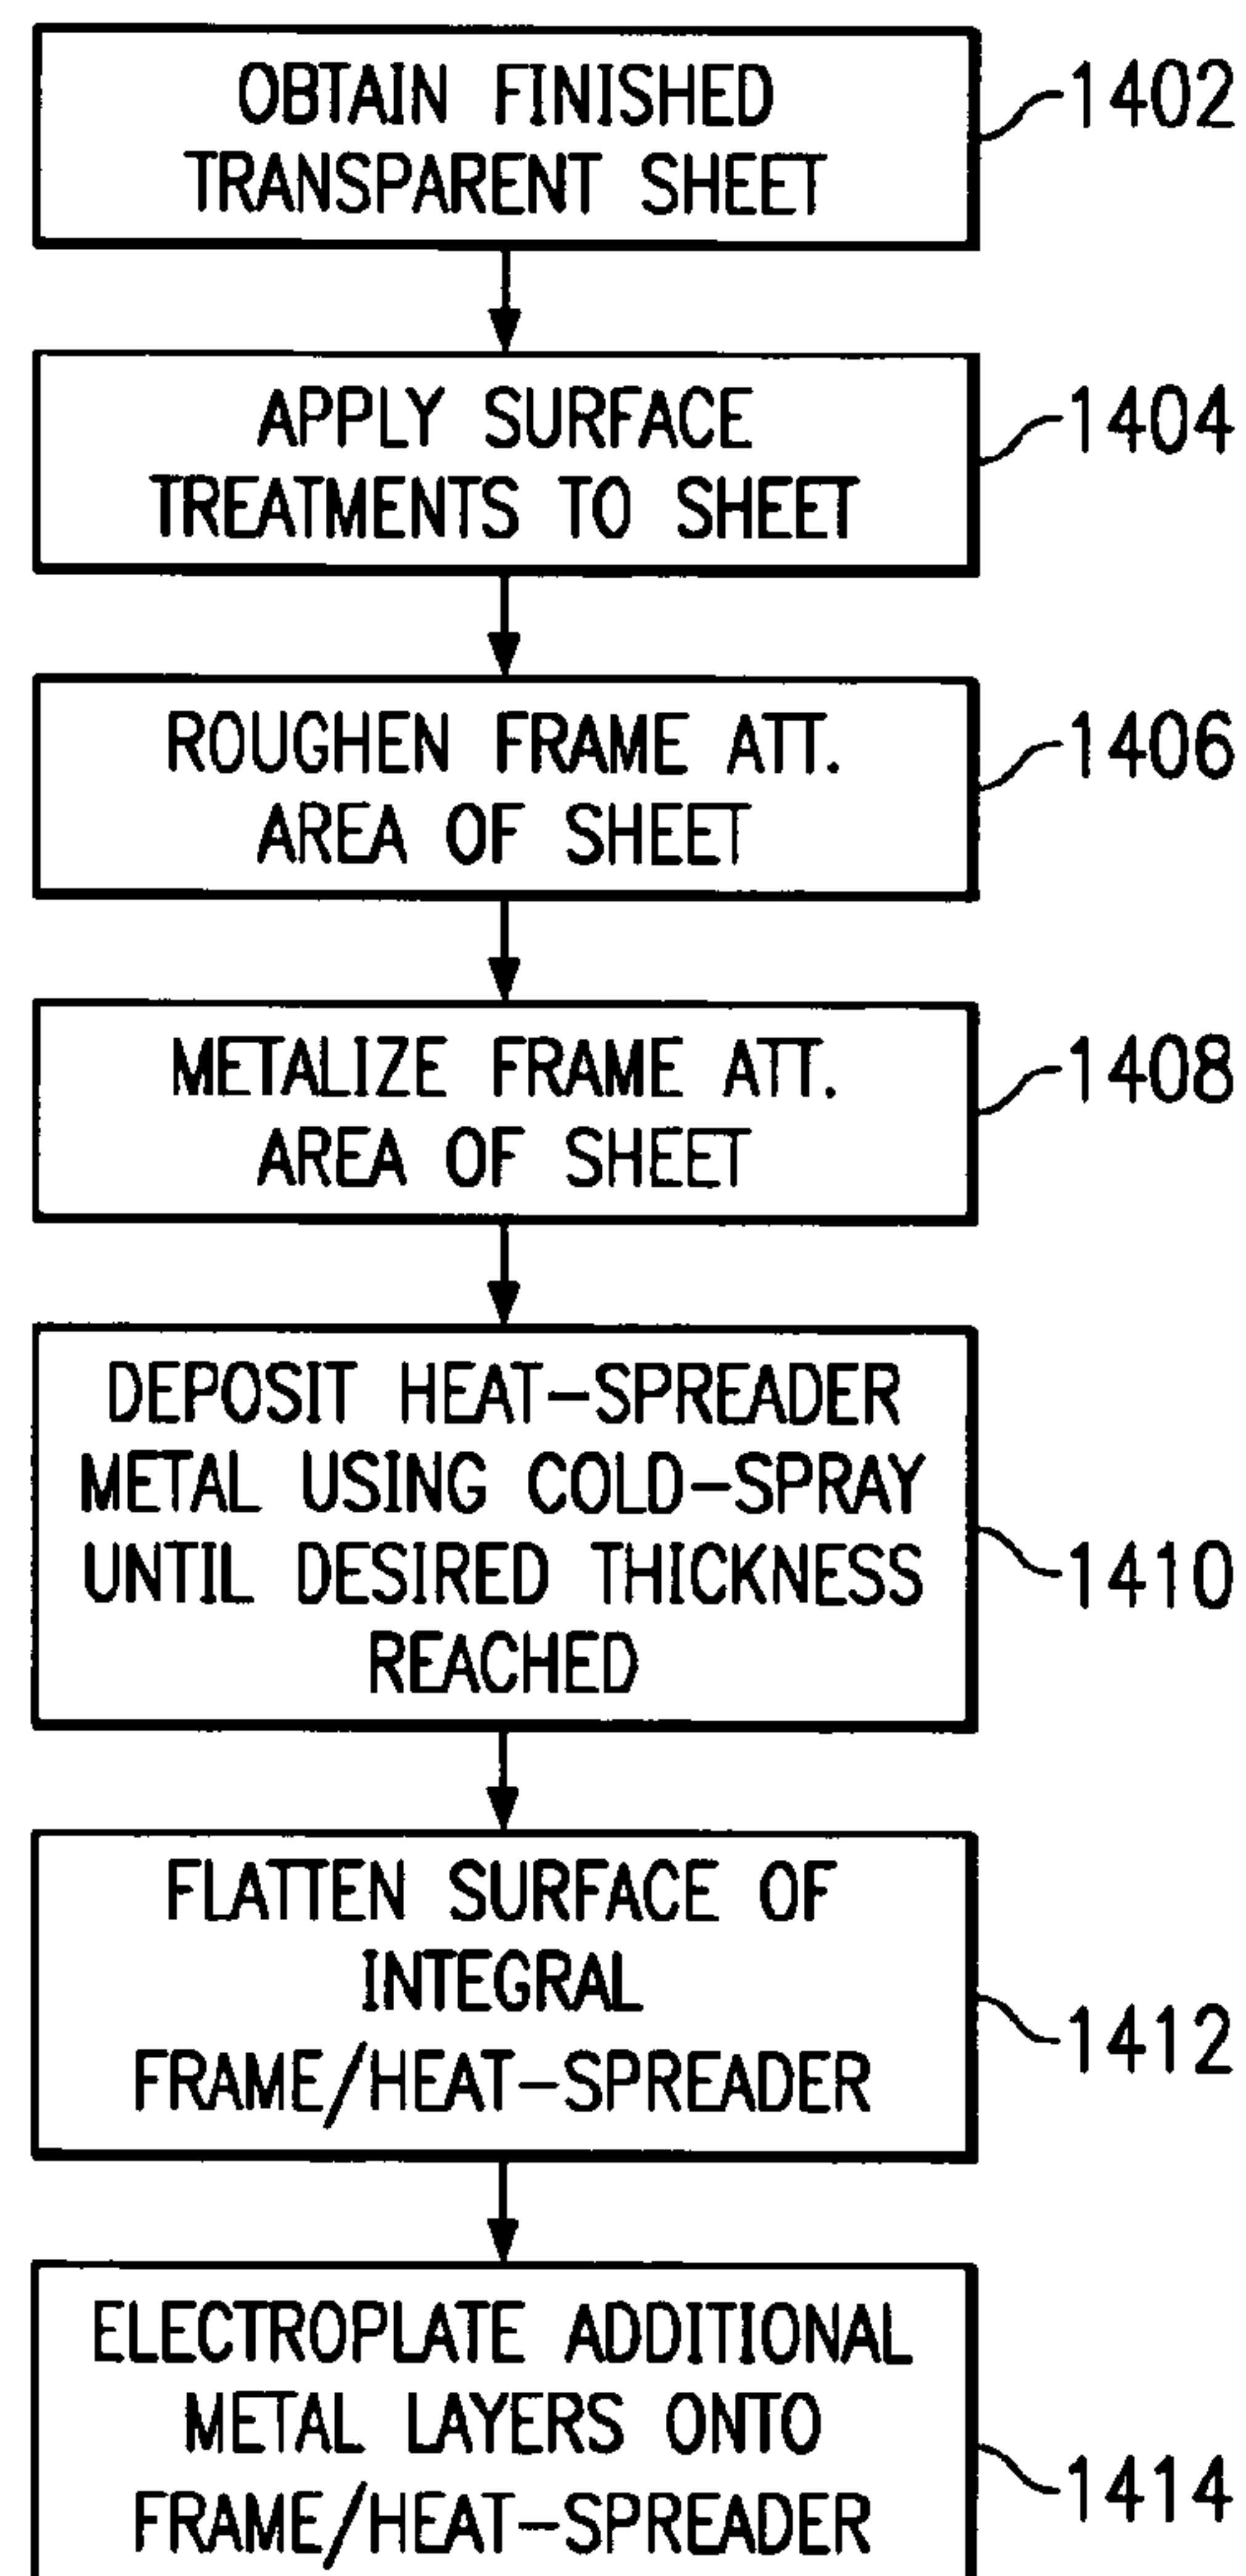 OBTAIN FINISHED
TRANSPARENT SHEET
1402
APPLY SURFACE
TREATMENTS TO SHEET
1404
ROUGHEN FRAME ATT.
AREA OF SHEET
1406
METALIZE FRAME ATT.
AREA OF SHEET
1408
DEPOSIT HEAT-SPREADER
METAL USING COLD-SPRAY
UNTIL DESIRED THICKNESS
REACHED
1410
FLATTEN SURFACE OF
INTEGRAL
FRAME/HEAT-SPREADER
1412
ELECTROPLATE ADDITIONAL
METAL LAYERS ONTO
FRAME/HEAT-SPREADER
1414